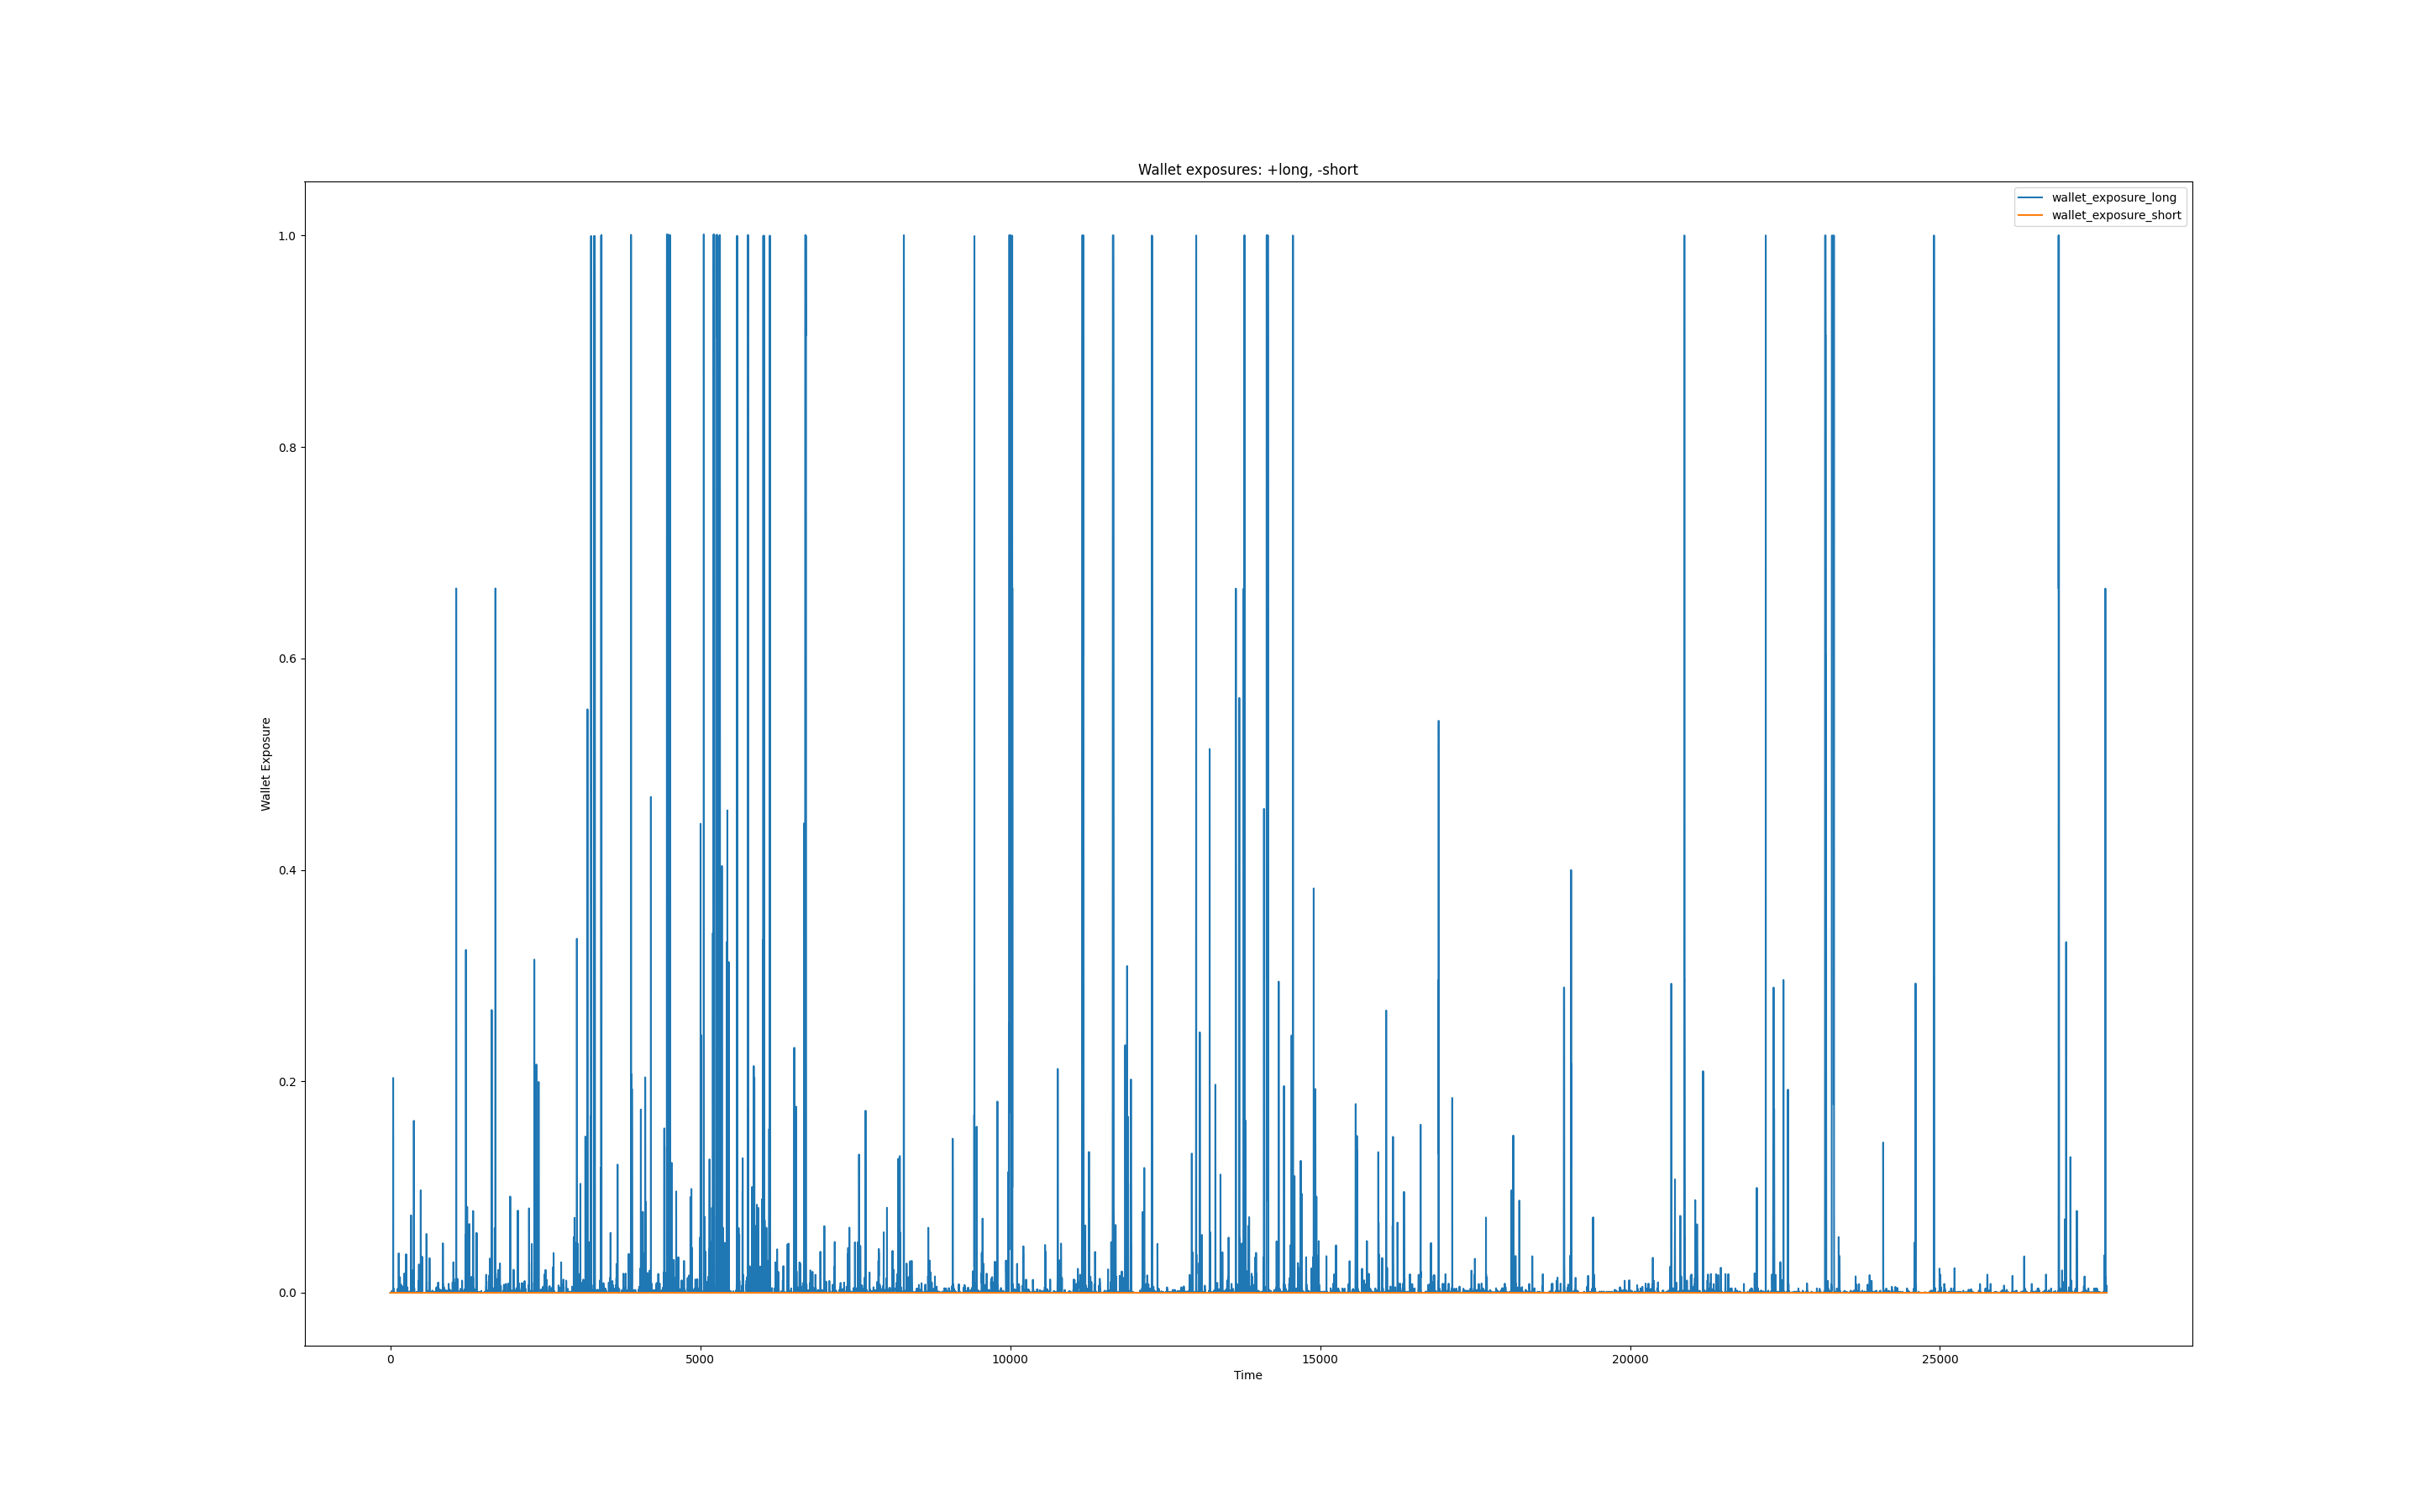 Wallet exposures: +long, -short
wallet_exposure_long
wallet_exposure_short
1.0
0.8
0.6
0.4
0.2
0.0
Wallet Exposure
0 5000 10000 15000 20000 25000
Time